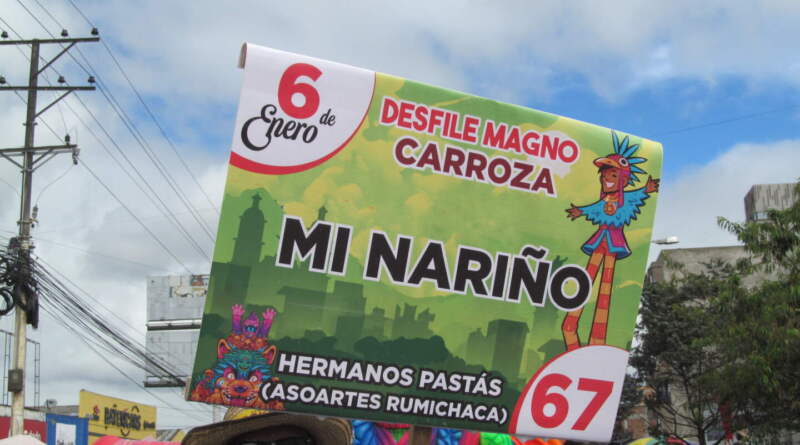 6
de
Enero
DESFILE MAGNO
CARROZA
MI NARIÑO
HERMANOS PASTÁS
(ASOARTES RUMICHACA)
67